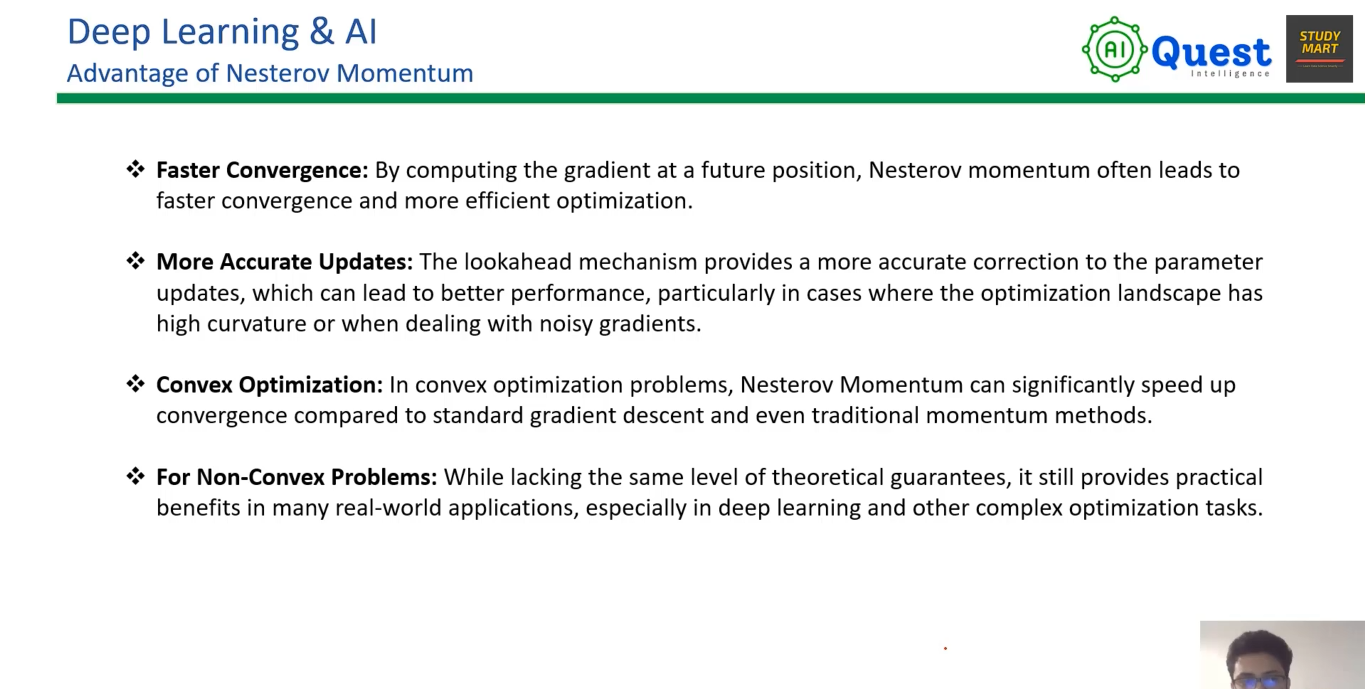 Deep Learning & AI
Advantage of Nesterov Momentum
AI Quest
Intelligence
STUDY
MART
❖ Faster Convergence: By computing the gradient at a future position, Nesterov momentum often leads to
faster convergence and more efficient optimization.
❖ More Accurate Updates: The lookahead mechanism provides a more accurate correction to the parameter
updates, which can lead to better performance, particularly in cases where the optimization landscape has
high curvature or when dealing with noisy gradients.
❖ Convex Optimization: In convex optimization problems, Nesterov Momentum can significantly speed up
convergence compared to standard gradient descent and even traditional momentum methods.
❖ For Non-Convex Problems: While lacking the same level of theoretical guarantees, it still provides practical
benefits in many real-world applications, especially in deep learning and other complex optimization tasks.